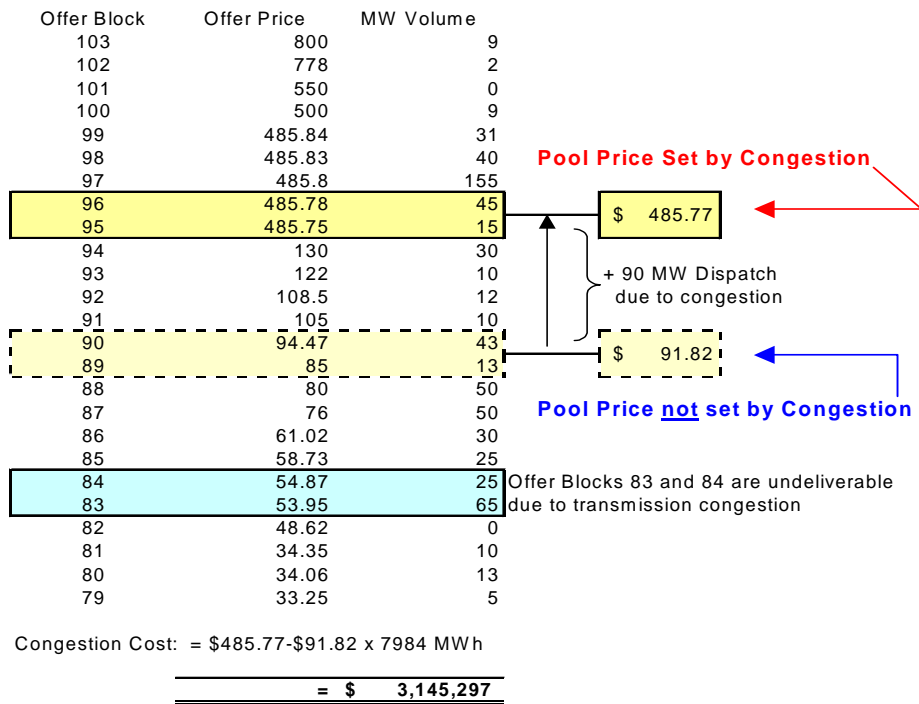 Offer Block Offer Price MW Volume
103 800 9
102 778 2
101 550 0
100 500 9
99 485.84 31
98 485.83 40
Pool Price Set by Congestion
97 485.8 155
96 485.78 45
$ 485.77
95 485.75 15
94 130 30
93 122 10
+ 90 MW Dispatch
92 108.5 12
due to congestion
91 105 10
90 94.47 43
$ 91.82
89 85 13
88 80 50
87 76 50
Pool Price not set by Congestion
86 61.02 30
85 58.73 25
84 54.87 25 Offer Blocks 83 and 84 are undeliverable
83 53.95 65 due to transmission congestion
82 48.62 0
81 34.35 10
80 34.06 13
79 33.25 5
Congestion Cost: = $485.77-$91.82 x 7984 MWh
= $ 3,145,297